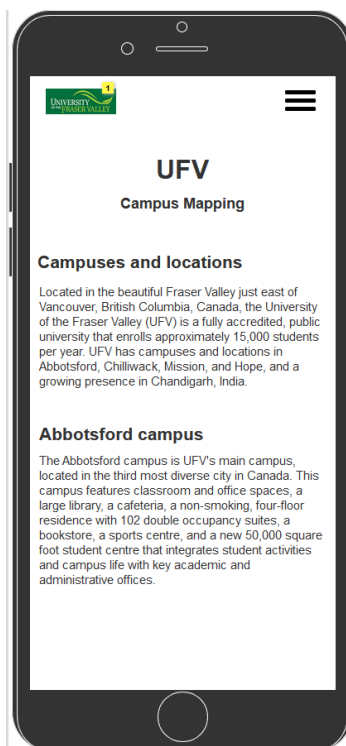 1
UNIVERSITY
OF THE FRASER VALLEY
UFV
Campus Mapping
Campuses and locations
Located in the beautiful Fraser Valley just east of
Vancouver, British Columbia, Canada, the University
of the Fraser Valley (UFV) is a fully accredited, public
university that enrolls approximately 15,000 students
per year. UFV has campuses and locations in
Abbotsford, Chilliwack, Mission, and Hope, and a
growing presence in Chandigarh, India.
Abbotsford campus
The Abbotsford campus is UFV's main campus,
located in the third most diverse city in Canada. This
campus features classroom and office spaces, a
large library, a cafeteria, a non-smoking, four-floor
residence with 102 double occupancy suites, a
bookstore, a sports centre, and a new 50,000 square
foot student centre that integrates student activities
and campus life with key academic and
administrative offices.